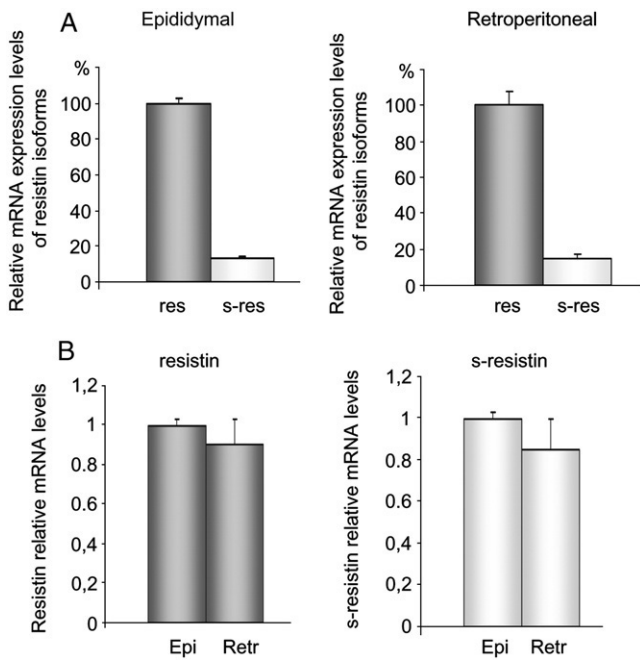 A
Epididymal
Retroperitoneal
Relative mRNA expression levels
of resistin isoforms
%
100
80
60
40
20
0
res s-res
Relative mRNA expression levels
of resistin isoforms
%
100
80
60
40
20
0
res s-res
B
resistin
s-resistin
Resistin relative mRNA levels
1,2
1
0.8
0.6
0,4
0,2
0
Epi Retr
s-resistin relative mRNA levels
1,2
1
0.8
0.6
0,4
0,2
0
Epi Retr